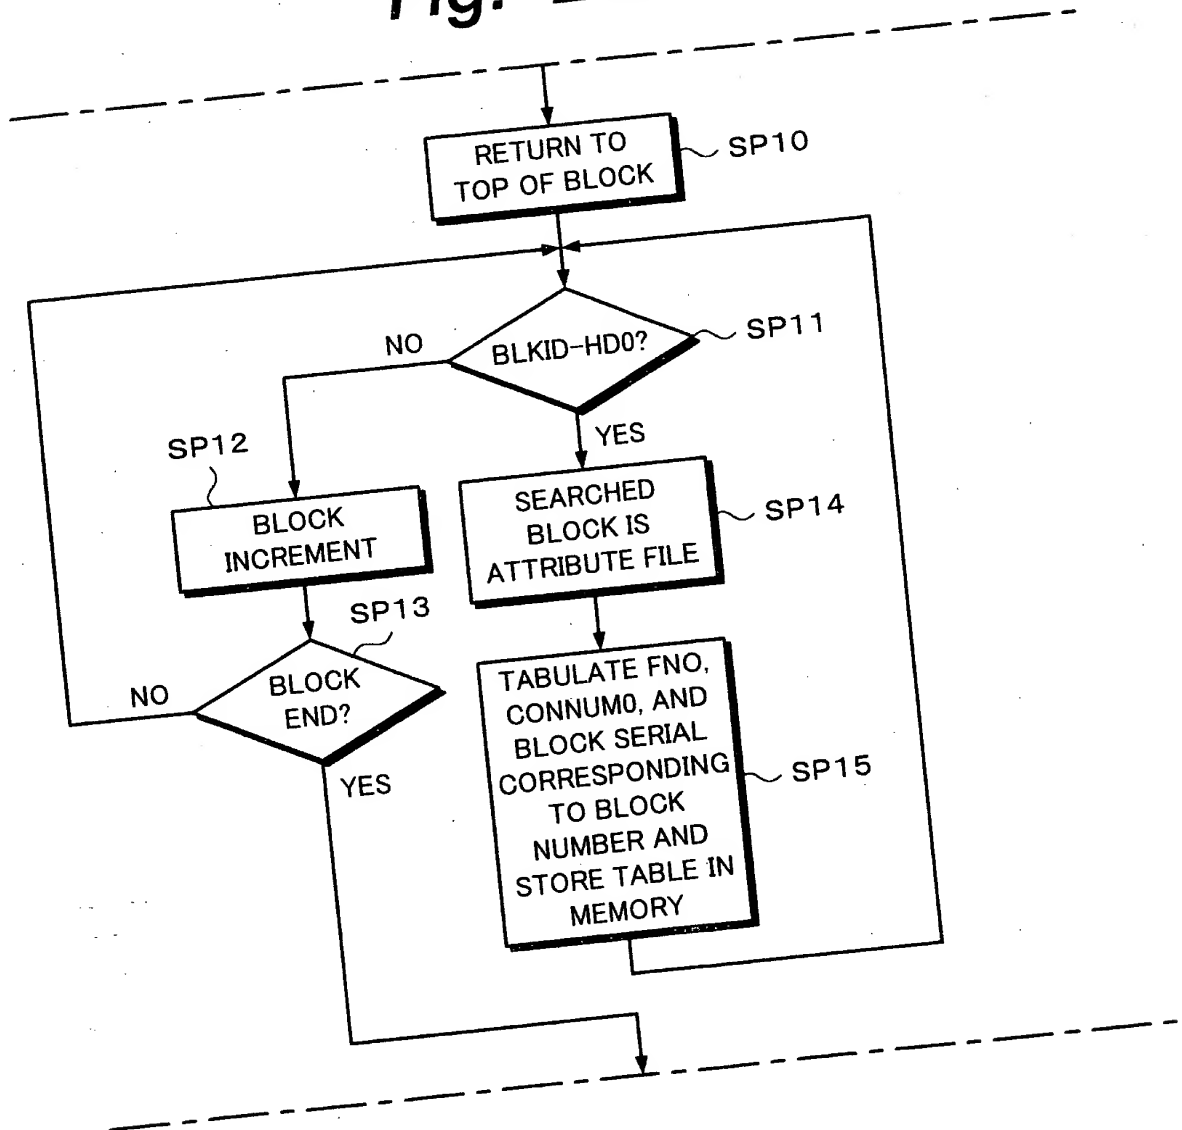 Fig.
RETURN TO
TOP OF BLOCK
SP10
BLKID-HD0?
SP11
NO
YES
SP12
BLOCK
INCREMENT
SEARCHED
BLOCK IS
ATTRIBUTE FILE
SP14
SP13
BLOCK
END?
NO
YES
TABULATE FNO,
CONNUM0, AND
BLOCK SERIAL
CORRESPONDING
TO BLOCK
NUMBER AND
STORE TABLE IN
MEMORY
SP15